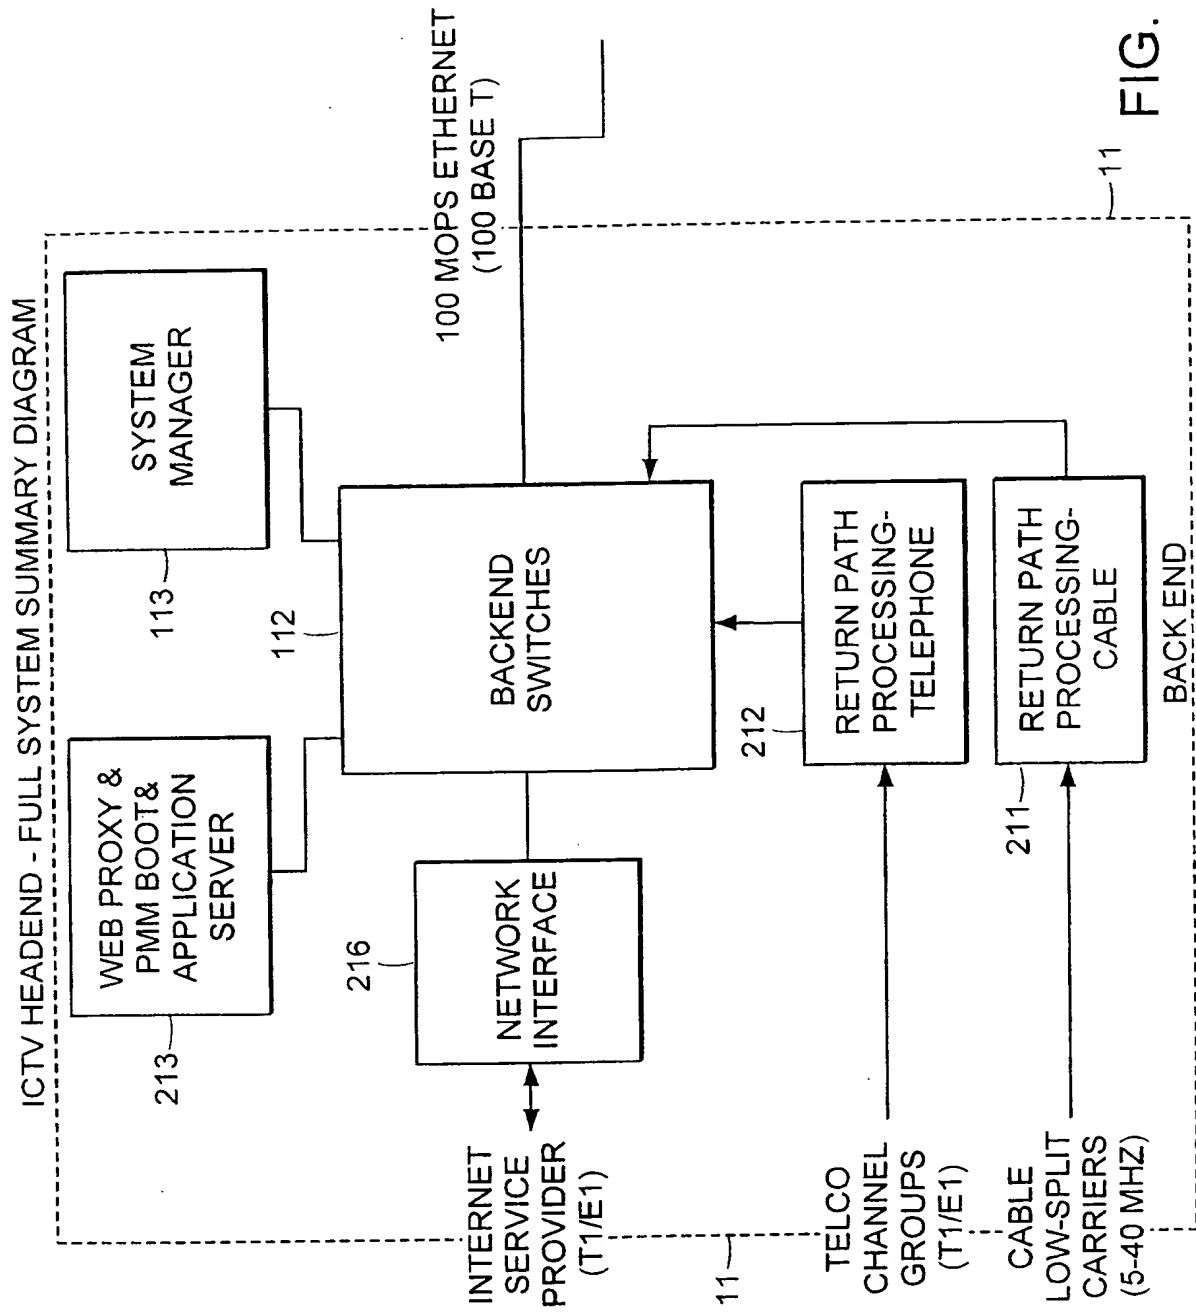 ICTV HEADEND - FULL SYSTEM SUMMARY DIAGRAM
WEB PROXY &
PMM BOOT&
APPLICATION
SERVER
213
SYSTEM
MANAGER
113
112
BACKEND
SWITCHES
216
NETWORK
INTERFACE
INTERNET
SERVICE
PROVIDER
(T1/E1)
100 MOPS ETHERNET
(100 BASE T)
212
RETURN PATH
PROCESSING-
TELEPHONE
TELCO
CHANNEL
GROUPS
(T1/E1)
211
RETURN PATH
PROCESSING-
CABLE
CABLE
LOW-SPLIT
CARRIERS
(5-40 MHZ)
11
11
BACK END
FIG.